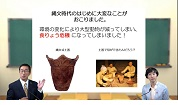 縄文時代のはじめに大変なことが
おこりました。
環境の変化により大型動物が減ってしまい、
食りょう危機 になってしまいました！